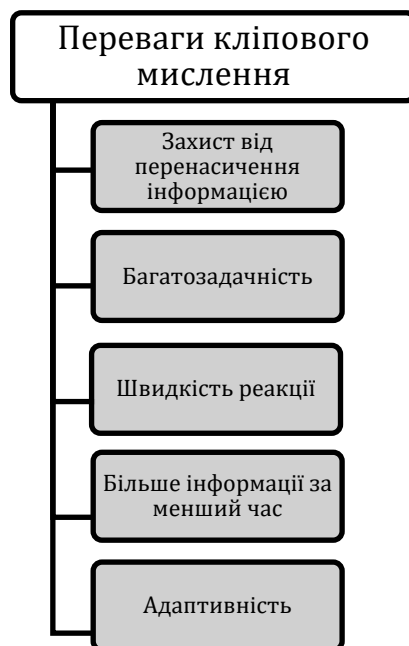 Переваги кліпового
мислення
Захист від
перенасичення
інформацією
Багатозадачність
Швидкість реакції
Більше інформації за
менший час
Адаптивність